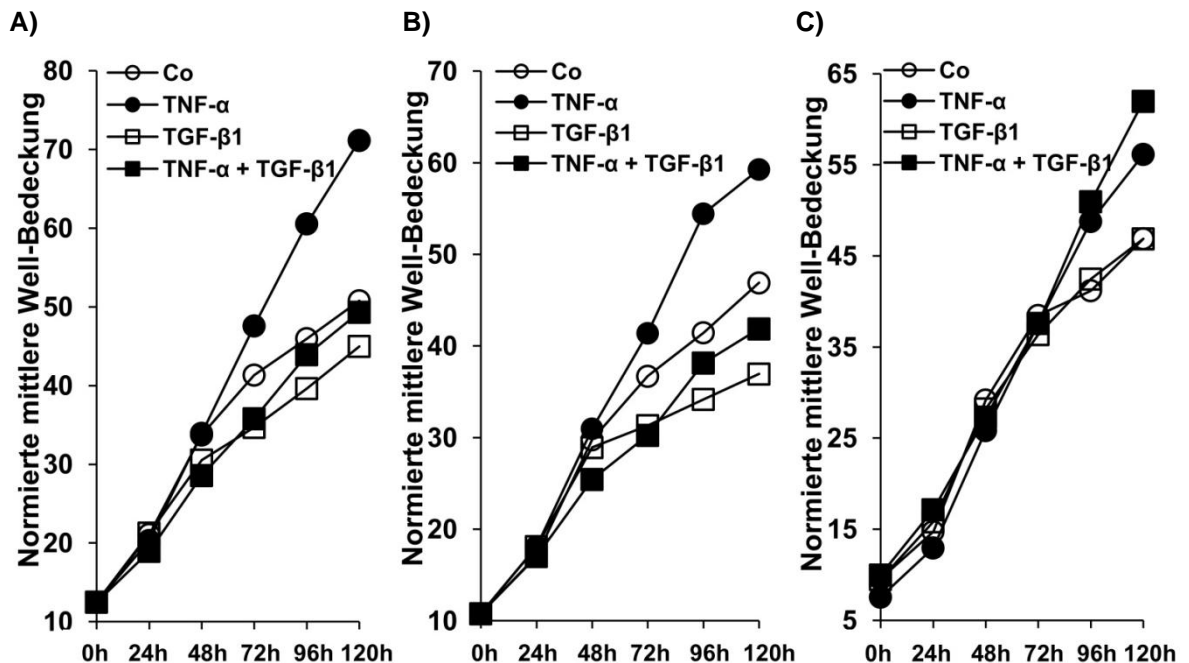 A)
Normierte mittlere Well-Bedeckung
Co
TNF-α
TGF-β1
TNF-α + TGF-β1
80
70
60
50
40
30
20
10
0h 24h 48h 72h 96h 120h
B)
Normierte mittlere Well-Bedeckung
Co
TNF-α
TGF-β1
TNF-α + TGF-β1
70
60
50
40
30
20
10
0h 24h 48h 72h 96h 120h
C)
Normierte mittlere Well-Bedeckung
Co
TNF-α
TGF-β1
TNF-α + TGF-β1
65
55
45
35
25
15
5
0h 24h 48h 72h 96h 120h